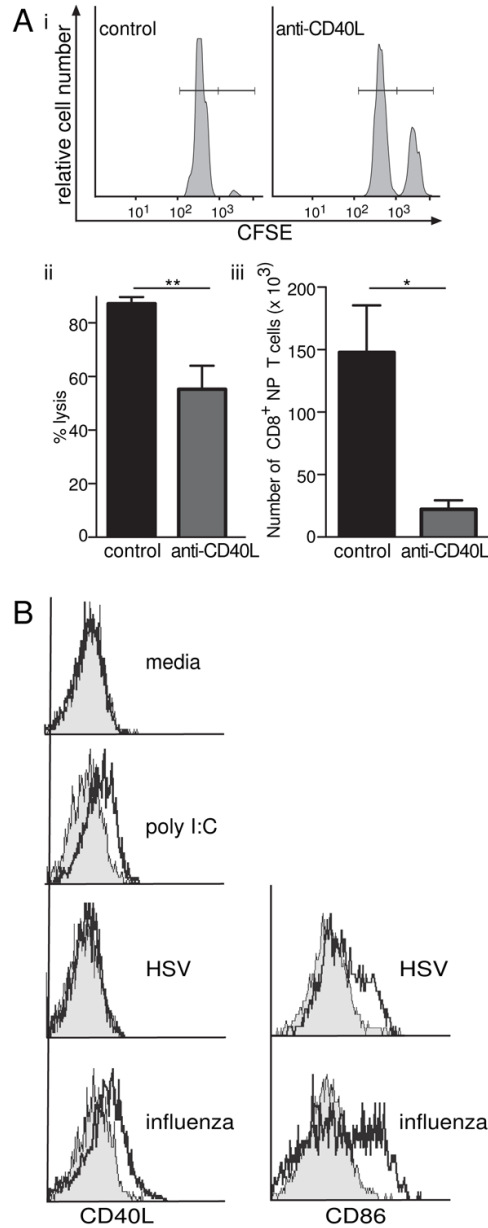 A
i
control
anti-CD40L
relative cell number
10¹ 10² 10³
10¹ 10² 10³
CFSE
ii
**
% lysis
80
60
40
20
0
control anti-CD40L
iii
*
Number of CD8⁺ NP T cells (x 10³)
200
150
100
50
0
control anti-CD40L
B
media
poly I:C
HSV
influenza
CD40L
HSV
influenza
CD86